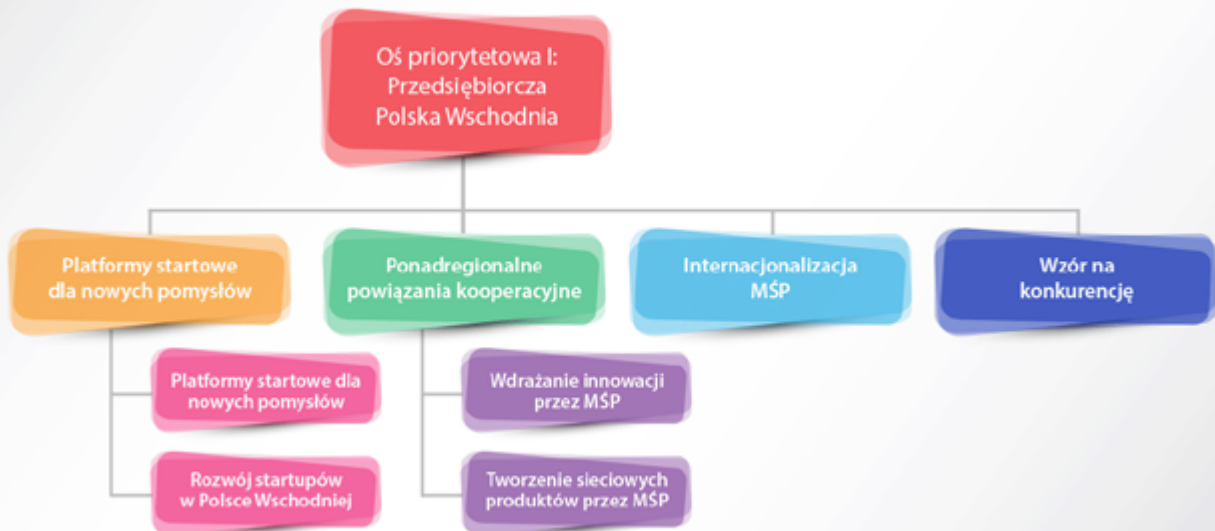 Oś priorytetowa I:
Przedsiębiorcza
Polska Wschodnia
Platformy startowe
dla nowych pomysłów
Ponadregionalne
powiązania kooperacyjne
Internacjonalizacja
MŚP
Wzór na
konkurencję
Platformy startowe dla
nowych pomysłów
Wdrażanie innowacji
przez MŚP
Rozwój startupów
w Polsce Wschodniej
Tworzenie sieciowych
produktów przez MŚP